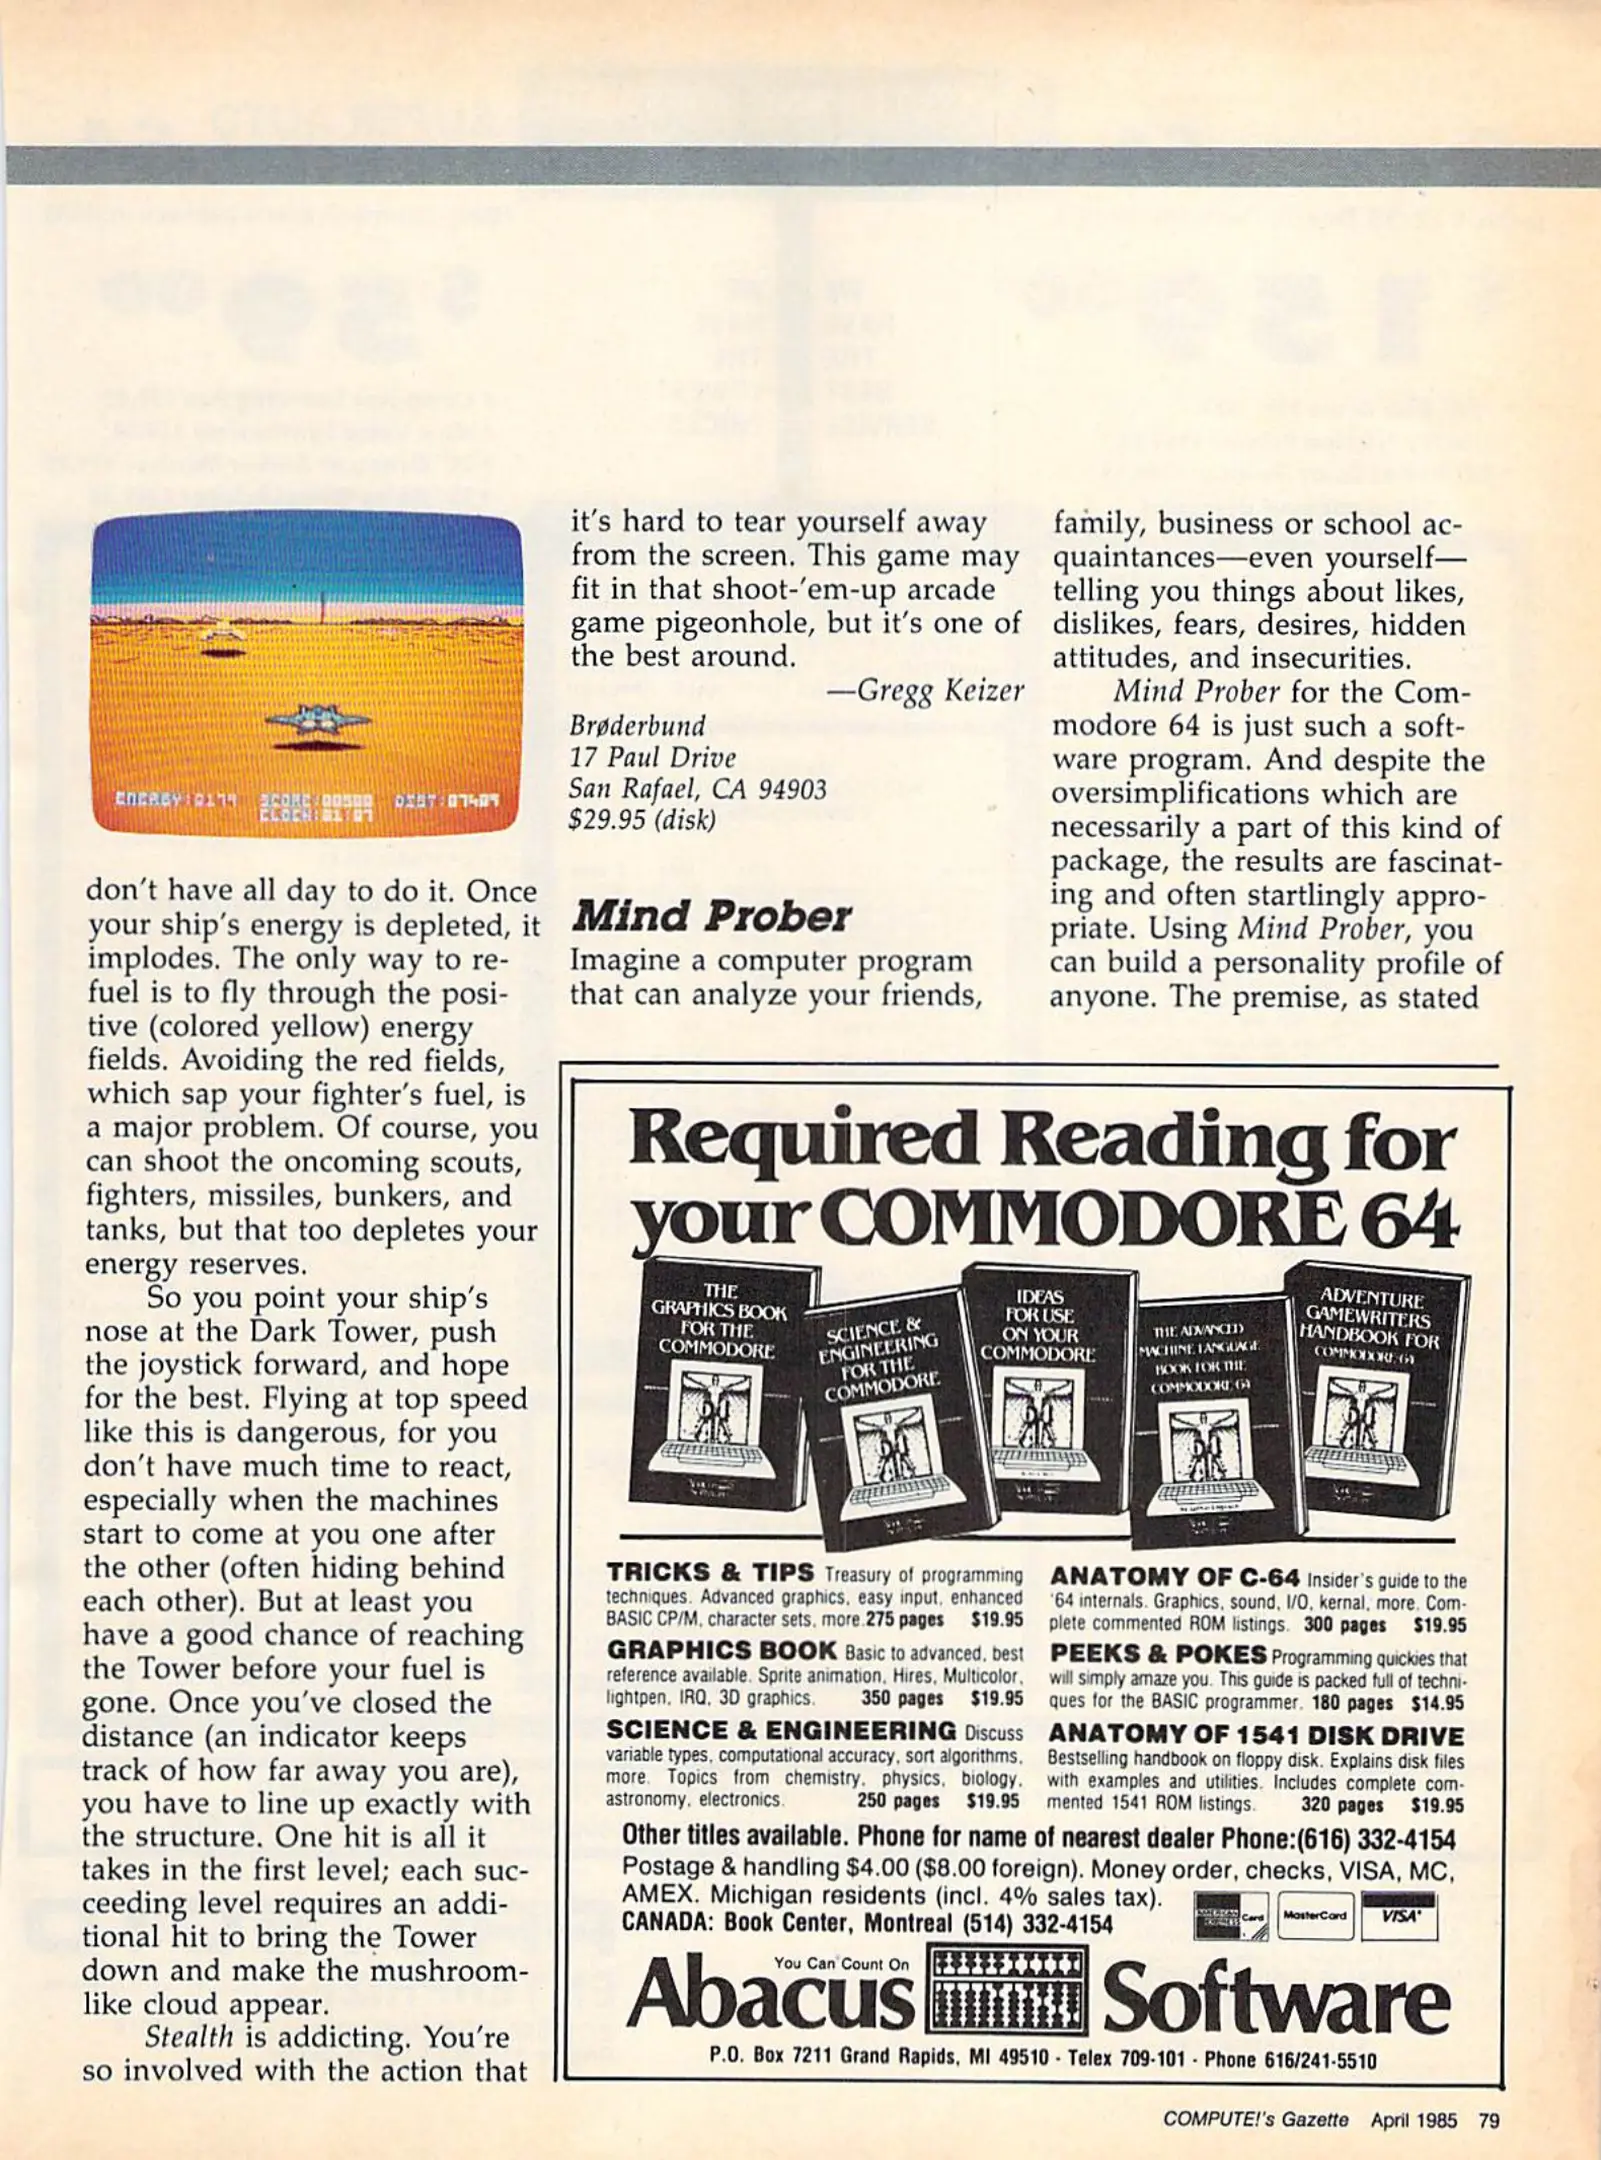 ENERGY:0179 SCORE:00500 DIST:07489
CLOCK:01:07
don't have all day to do it. Once
your ship's energy is depleted, it
implodes. The only way to re-
fuel is to fly through the posi-
tive (colored yellow) energy
fields. Avoiding the red fields,
which sap your fighter's fuel, is
a major problem. Of course, you
can shoot the oncoming scouts,
fighters, missiles, bunkers, and
tanks, but that too depletes your
energy reserves.
So you point your ship's
nose at the Dark Tower, push
the joystick forward, and hope
for the best. Flying at top speed
like this is dangerous, for you
don't have much time to react,
especially when the machines
start to come at you one after
the other (often hiding behind
each other). But at least you
have a good chance of reaching
the Tower before your fuel is
gone. Once you've closed the
distance (an indicator keeps
track of how far away you are),
you have to line up exactly with
the structure. One hit is all it
takes in the first level; each suc-
ceeding level requires an addi-
tional hit to bring the Tower
down and make the mushroom-
like cloud appear.
Stealth is addicting. You're
so involved with the action that
it's hard to tear yourself away
from the screen. This game may
fit in that shoot-'em-up arcade
game pigeonhole, but it's one of
the best around.
—Gregg Keizer
Brøderbund
17 Paul Drive
San Rafael, CA 94903
$29.95 (disk)
Mind Prober
Imagine a computer program
that can analyze your friends,
family, business or school ac-
quaintances—even yourself—
telling you things about likes,
dislikes, fears, desires, hidden
attitudes, and insecurities.
Mind Prober for the Com-
modore 64 is just such a soft-
ware program. And despite the
oversimplifications which are
necessarily a part of this kind of
package, the results are fascinat-
ing and often startlingly appro-
priate. Using Mind Prober, you
can build a personality profile of
anyone. The premise, as stated
Required Reading for
your COMMODORE 64
THE
GRAPHICS BOOK
FOR THE
COMMODORE
SCIENCE &
ENGINEERING
FOR THE
COMMODORE
IDEAS
FOR USE
ON YOUR
COMMODORE
THE ADVANCED
MACHINE LANGUAGE
BOOK FOR THE
COMMODORE 64
ADVENTURE
GAMEWRITERS
HANDBOOK FOR
COMMODORE 64
TRICKS & TIPS Treasury of programming
techniques. Advanced graphics, easy input, enhanced
BASIC CP/M, character sets, more. 275 pages $19.95
GRAPHICS BOOK Basic to advanced, best
reference available. Sprite animation, Hires, Multicolor,
lightpen, IRQ, 3D graphics. 350 pages $19.95
SCIENCE & ENGINEERING Discuss
variable types, computational accuracy, sort algorithms,
more. Topics from chemistry, physics, biology,
astronomy, electronics. 250 pages $19.95
ANATOMY OF C-64 Insider's guide to the
'64 internals. Graphics, sound, I/O, kernal, more. Com-
plete commented ROM listings. 300 pages $19.95
PEEKS & POKES Programming quickies that
will simply amaze you. This guide is packed full of techni-
ques for the BASIC programmer. 180 pages $14.95
ANATOMY OF 1541 DISK DRIVE
Bestselling handbook on floppy disk. Explains disk files
with examples and utilities. Includes complete com-
mented 1541 ROM listings. 320 pages $19.95
Other titles available. Phone for name of nearest dealer Phone:(616) 332-4154
Postage & handling $4.00 ($8.00 foreign). Money order, checks, VISA, MC,
AMEX. Michigan residents (incl. 4% sales tax).
CANADA: Book Center, Montreal (514) 332-4154
AMERICAN EXPRESS Card MasterCard VISA
You Can Count On
Abacus Software
P.O. Box 7211 Grand Rapids, MI 49510 - Telex 709-101 - Phone 616/241-5510
COMPUTE!'s Gazette April 1985 79